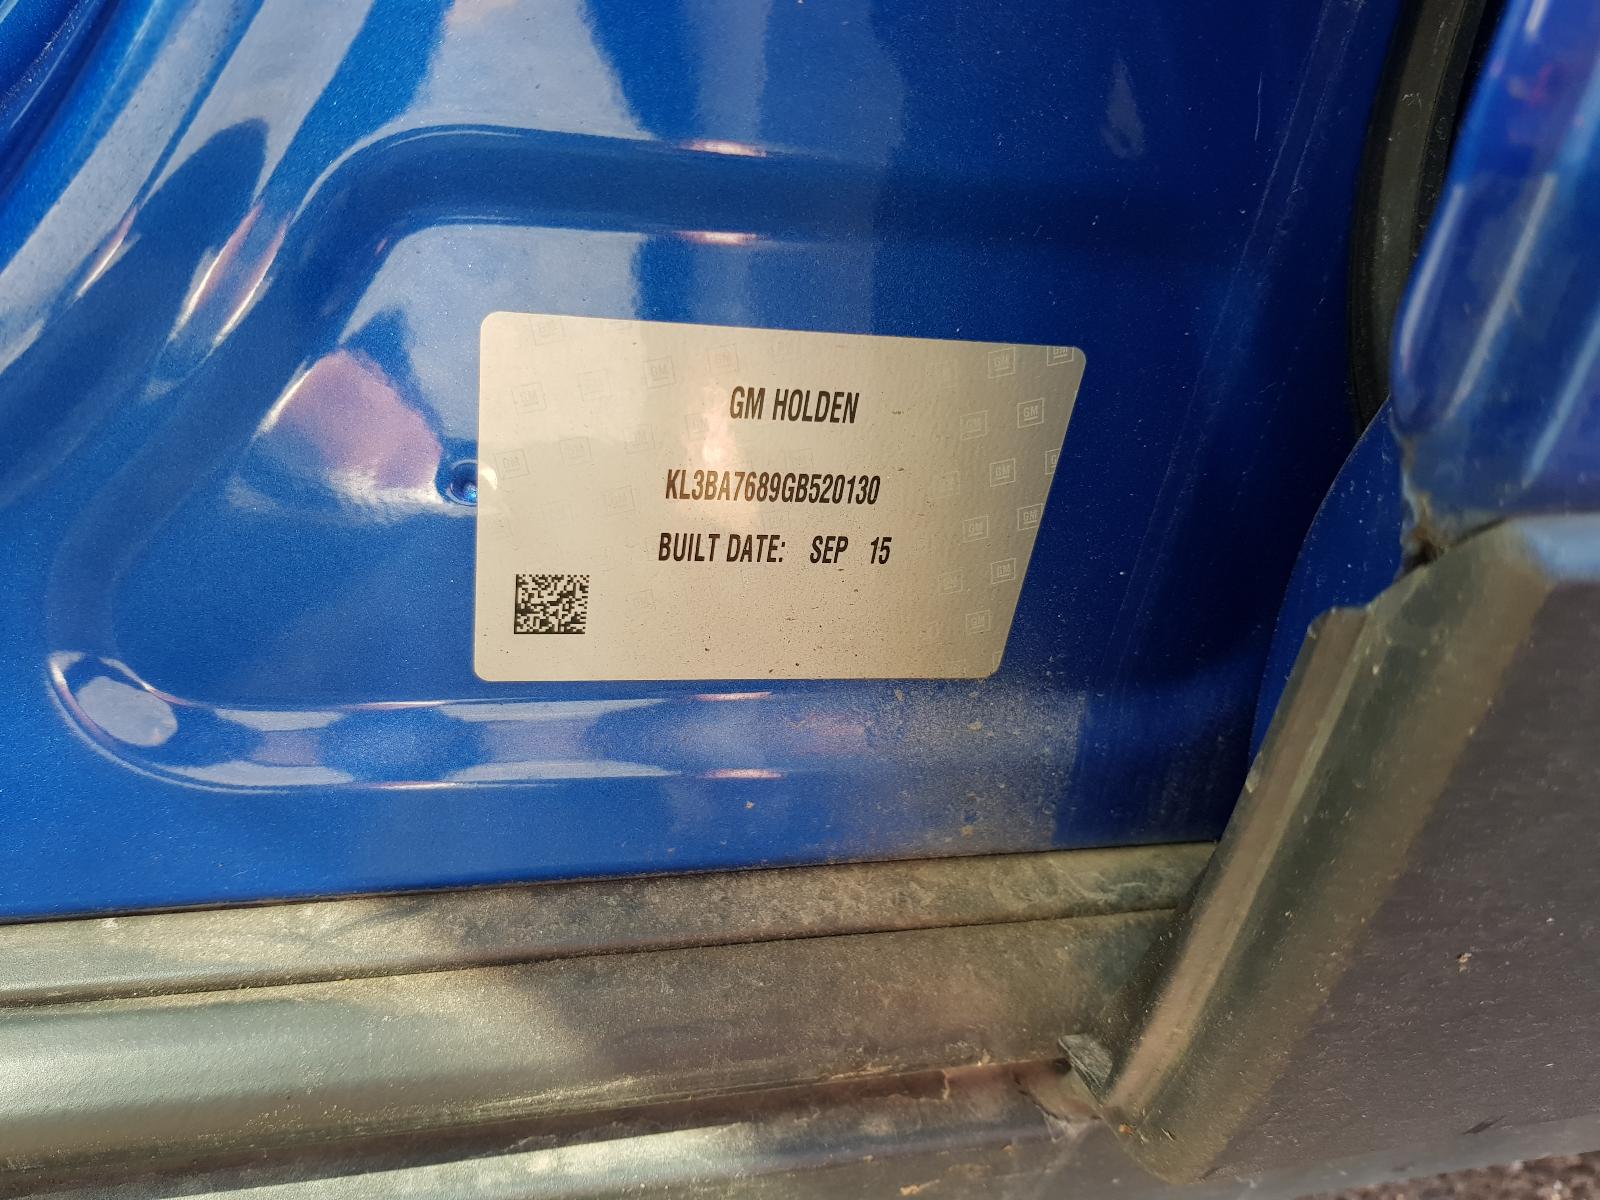 GM HOLDEN
KL3BA7689GB520130
BUILT DATE: SEP 15